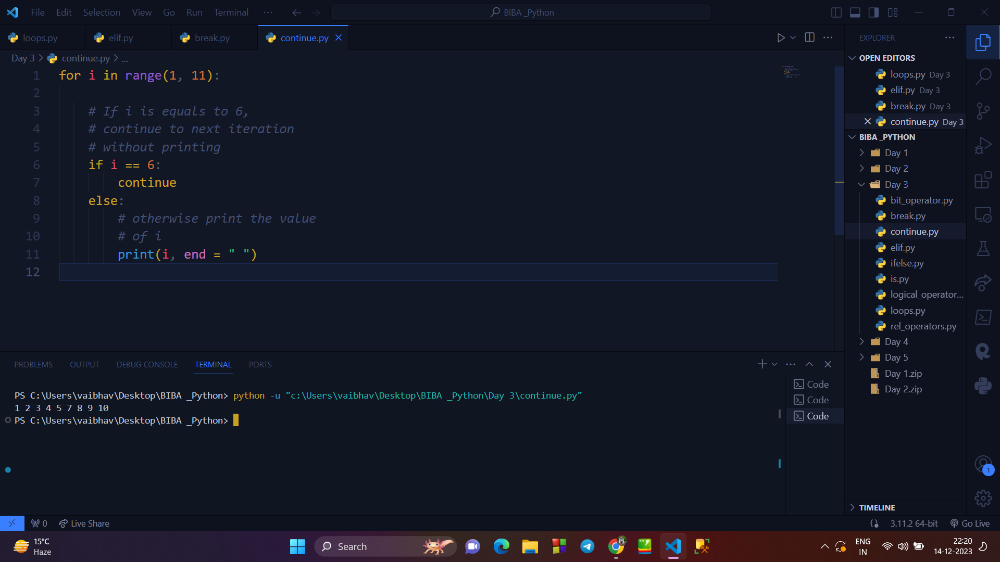 File Edit Selection View Go Run Terminal ···
BIBA _Python
loops.py
elif.py
break.py
continue.py
Day 3 > continue.py > ...
1 for i in range(1, 11):
2
3 # If i is equals to 6,
4 # continue to next iteration
5 # without printing
6 if i == 6:
7 continue
8 else:
9 # otherwise print the value
10 # of i
11 print(i, end = " ")
12
PROBLEMS OUTPUT DEBUG CONSOLE TERMINAL PORTS
PS C:\Users\vaibhav\Desktop\BIBA _Python> python -u "c:\Users\vaibhav\Desktop\BIBA _Python\Day 3\continue.py"
1 2 3 4 5 7 8 9 10
PS C:\Users\vaibhav\Desktop\BIBA _Python>
Code
Code
Code
EXPLORER
OPEN EDITORS
loops.py Day 3
elif.py Day 3
break.py Day 3
continue.py Day 3
BIBA _PYTHON
Day 1
Day 2
Day 3
bit_operator.py
break.py
continue.py
elif.py
ifelse.py
is.py
logical_operator...
loops.py
rel_operators.py
Day 4
Day 5
Day 1.zip
Day 2.zip
TIMELINE
1
0 Live Share
3.11.2 64-bit Go Live
15°C
Haze
Search
ENG
IN
22:20
14-12-2023